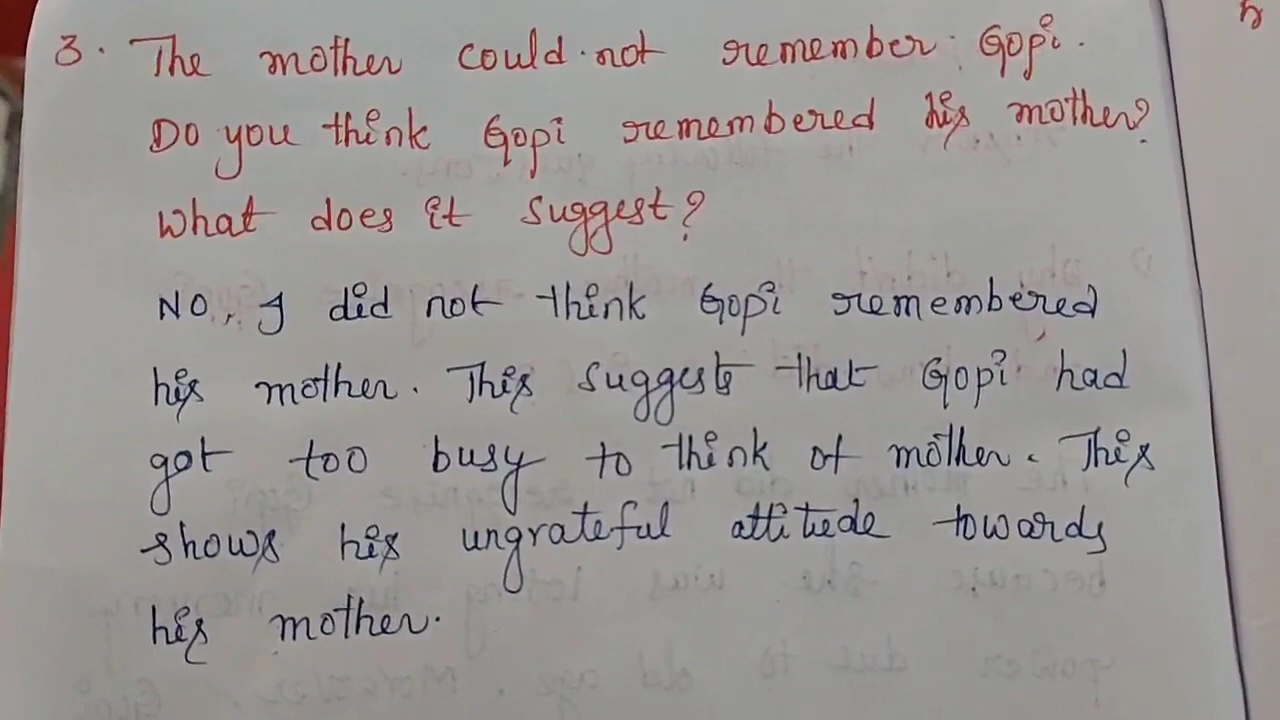 3. The mother could not remember Gopi.
Do you think Gopi remembered his mother?
What does it suggest?
No, I did not think Gopi remembered
his mother. This suggests that Gopi had
got too busy to think of mother. This
shows his ungrateful attitede towards
his mother.